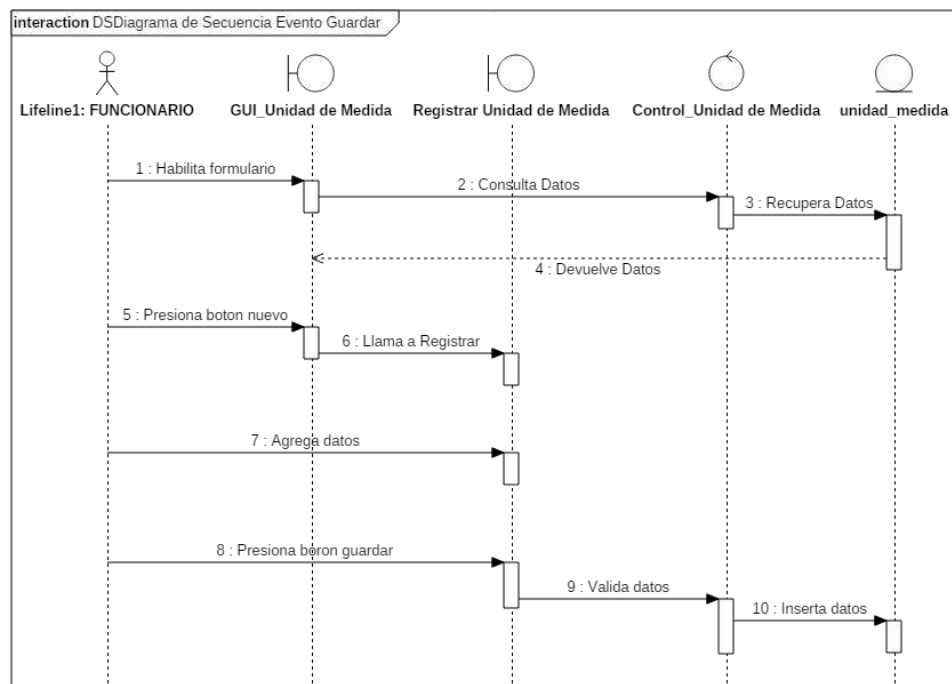 interaction DSDiagrama de Secuencia Evento Guardar
Lifeline1: FUNCIONARIO
GUI_Unidad de Medida
Registrar Unidad de Medida
Control_Unidad de Medida
unidad_medida
1 : Habilita formulario
2 : Consulta Datos
3 : Recupera Datos
4 : Devuelve Datos
5 : Presiona boton nuevo
6 : Llama a Registrar
7 : Agrega datos
8 : Presiona boron guardar
9 : Valida datos
10 : Inserta datos